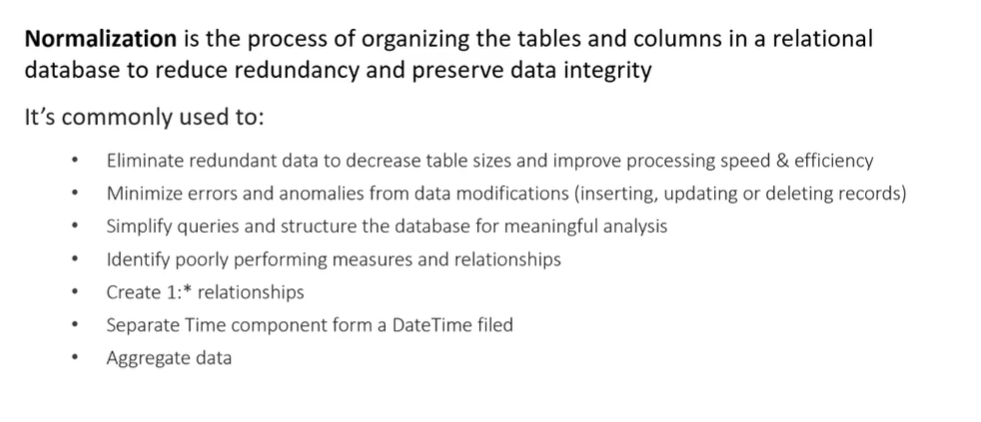 Normalization is the process of organizing the tables and columns in a relational
database to reduce redundancy and preserve data integrity
It's commonly used to:
• Eliminate redundant data to decrease table sizes and improve processing speed & efficiency
• Minimize errors and anomalies from data modifications (inserting, updating or deleting records)
• Simplify queries and structure the database for meaningful analysis
• Identify poorly performing measures and relationships
• Create 1:* relationships
• Separate Time component form a DateTime filed
• Aggregate data